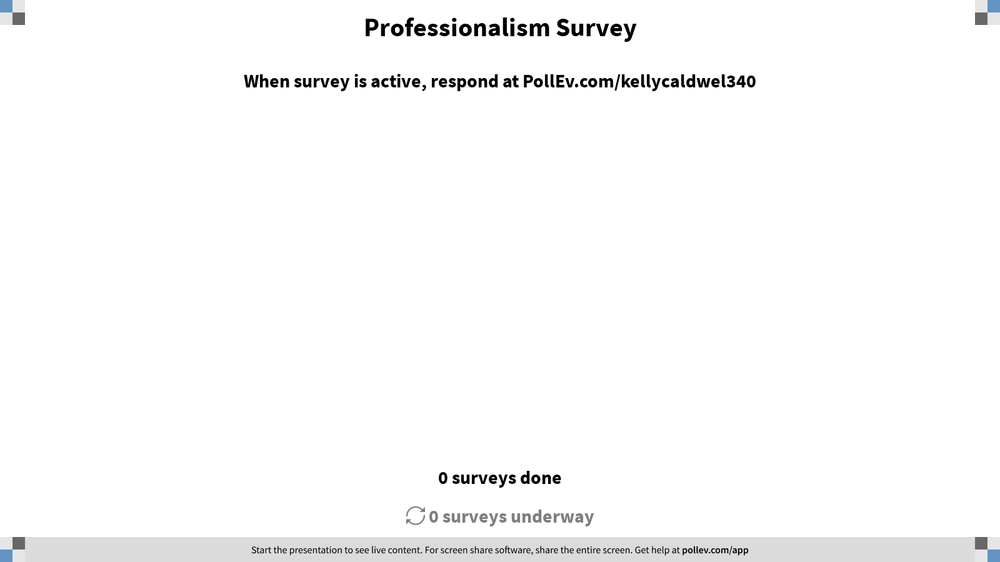 Professionalism Survey
When survey is active, respond at PollEv.com/kellycaldwel340
0 surveys done
0 surveys underway
Start the presentation to see live content. For screen share software, share the entire screen. Get help at pollev.com/app